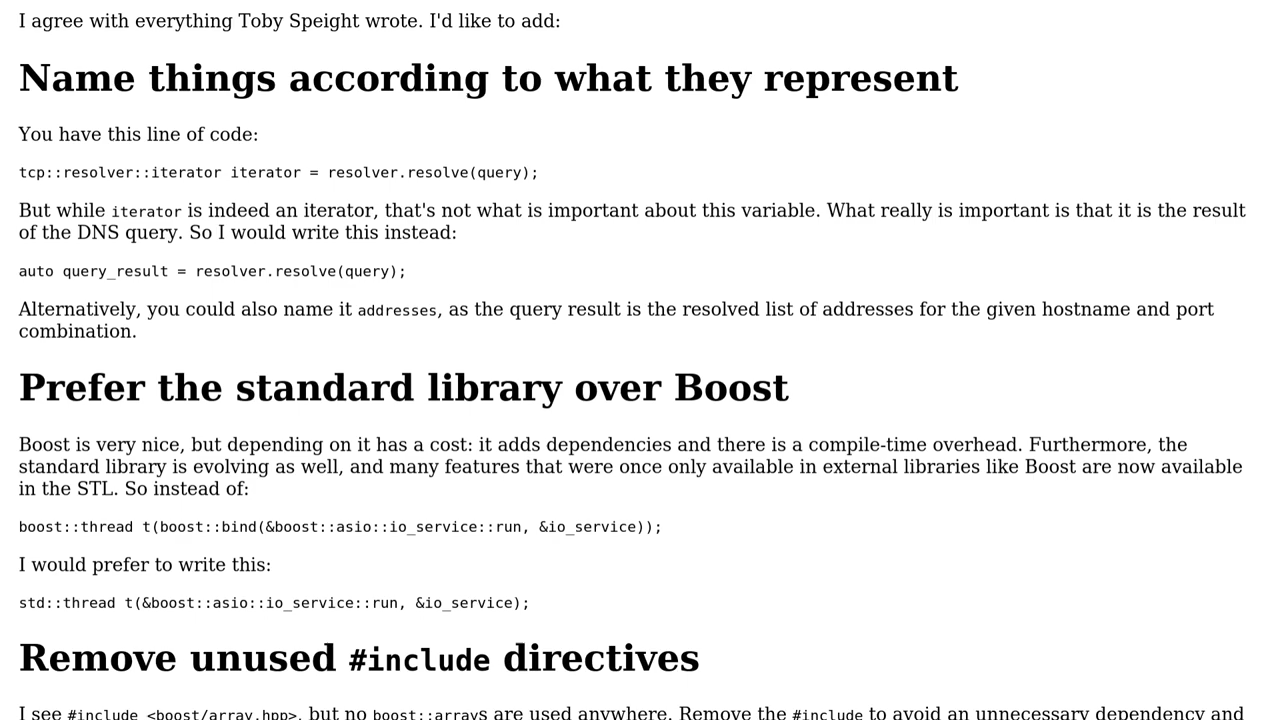 I agree with everything Toby Speight wrote. I'd like to add:
Name things according to what they represent
You have this line of code:
tcp::resolver::iterator iterator = resolver.resolve(query);
But while iterator is indeed an iterator, that's not what is important about this variable. What really is important is that it is the result
of the DNS query. So I would write this instead:
auto query_result = resolver.resolve(query);
Alternatively, you could also name it addresses, as the query result is the resolved list of addresses for the given hostname and port
combination.
Prefer the standard library over Boost
Boost is very nice, but depending on it has a cost: it adds dependencies and there is a compile-time overhead. Furthermore, the
standard library is evolving as well, and many features that were once only available in external libraries like Boost are now available
in the STL. So instead of:
boost::thread t(boost::bind(&boost::asio::io_service::run, &io_service));
I would prefer to write this:
std::thread t(&boost::asio::io_service::run, &io_service);
Remove unused #include directives
I see #include <boost/array.hpp>, but no boost::arrays are used anywhere. Remove the #include to avoid an unnecessary dependency and